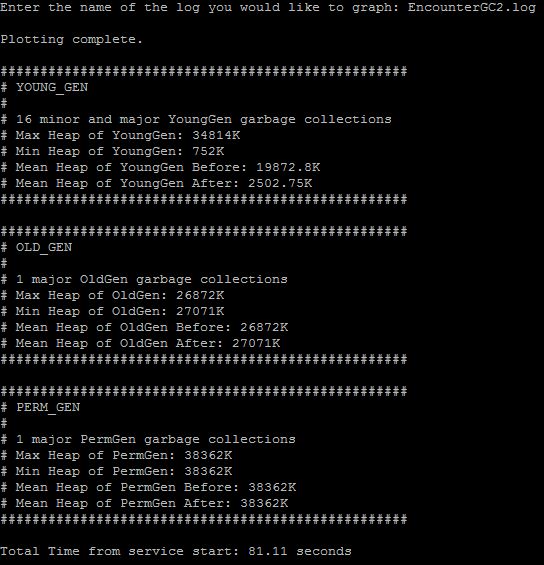 Enter the name of the log you would like to graph: EncounterGC2.log
Plotting complete.
###################################################
# YOUNG_GEN
#
# 16 minor and major YoungGen garbage collections
# Max Heap of YoungGen: 34814K
# Min Heap of YoungGen: 752K
# Mean Heap of YoungGen Before: 19872.8K
# Mean Heap of YoungGen After: 2502.75K
###################################################
###################################################
# OLD_GEN
#
# 1 major OldGen garbage collections
# Max Heap of OldGen: 26872K
# Min Heap of OldGen: 27071K
# Mean Heap of OldGen Before: 26872K
# Mean Heap of OldGen After: 27071K
###################################################
###################################################
# PERM_GEN
#
# 1 major PermGen garbage collections
# Max Heap of PermGen: 38362K
# Min Heap of PermGen: 38362K
# Mean Heap of PermGen Before: 38362K
# Mean Heap of PermGen After: 38362K
###################################################
Total Time from service start: 81.11 seconds